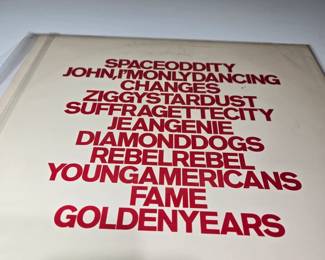 SPACEODDITY
JOHN,I'MONLYDANCING
CHANGES
ZIGGYSTARDUST
SUFFRAGETTECITY
JEANGENIE
DIAMONDDOGS
REBELREBEL
YOUNGAMERICANS
FAME
GOLDENYEARS